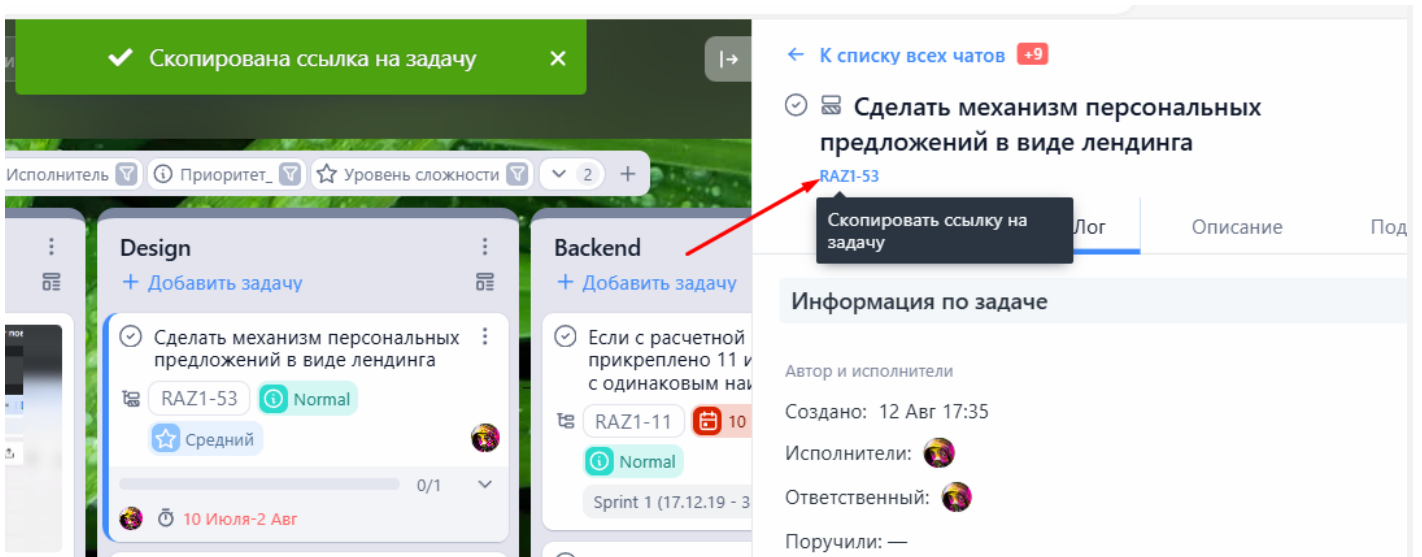 Скопирована ссылка на задачу
Исполнитель
Приоритет_
Уровень сложности
2
Design
Добавить задачу
Сделать механизм персональных
предложений в виде лендинга
RAZ1-53
Normal
Средний
0/1
10 Июля-2 Авг
Backend
Добавить задачу
Если с расчетной
прикреплено 11 и
с одинаковым
RAZ1-11
10
Normal
Sprint 1 (17.12.19 - 3
К списку всех чатов +9
Сделать механизм персональных
предложений в виде лендинга
RAZ1-53
Скопировать ссылку на
задачу
Лог
Описание
Под
Информация по задаче
Автор и исполнители
Создано: 12 Авг 17:35
Исполнители:
Ответственный:
Поручили: —